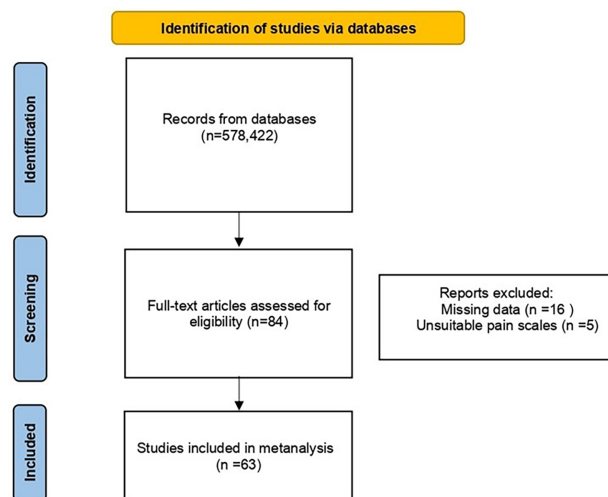 Identification of studies via databases
Identification
Records from databases
(n=578,422)
Screening
Full-text articles assessed for
eligibility (n=84)
Reports excluded:
Missing data (n =16 )
Unsuitable pain scales (n =5)
Included
Studies included in metanalysis
(n =63)